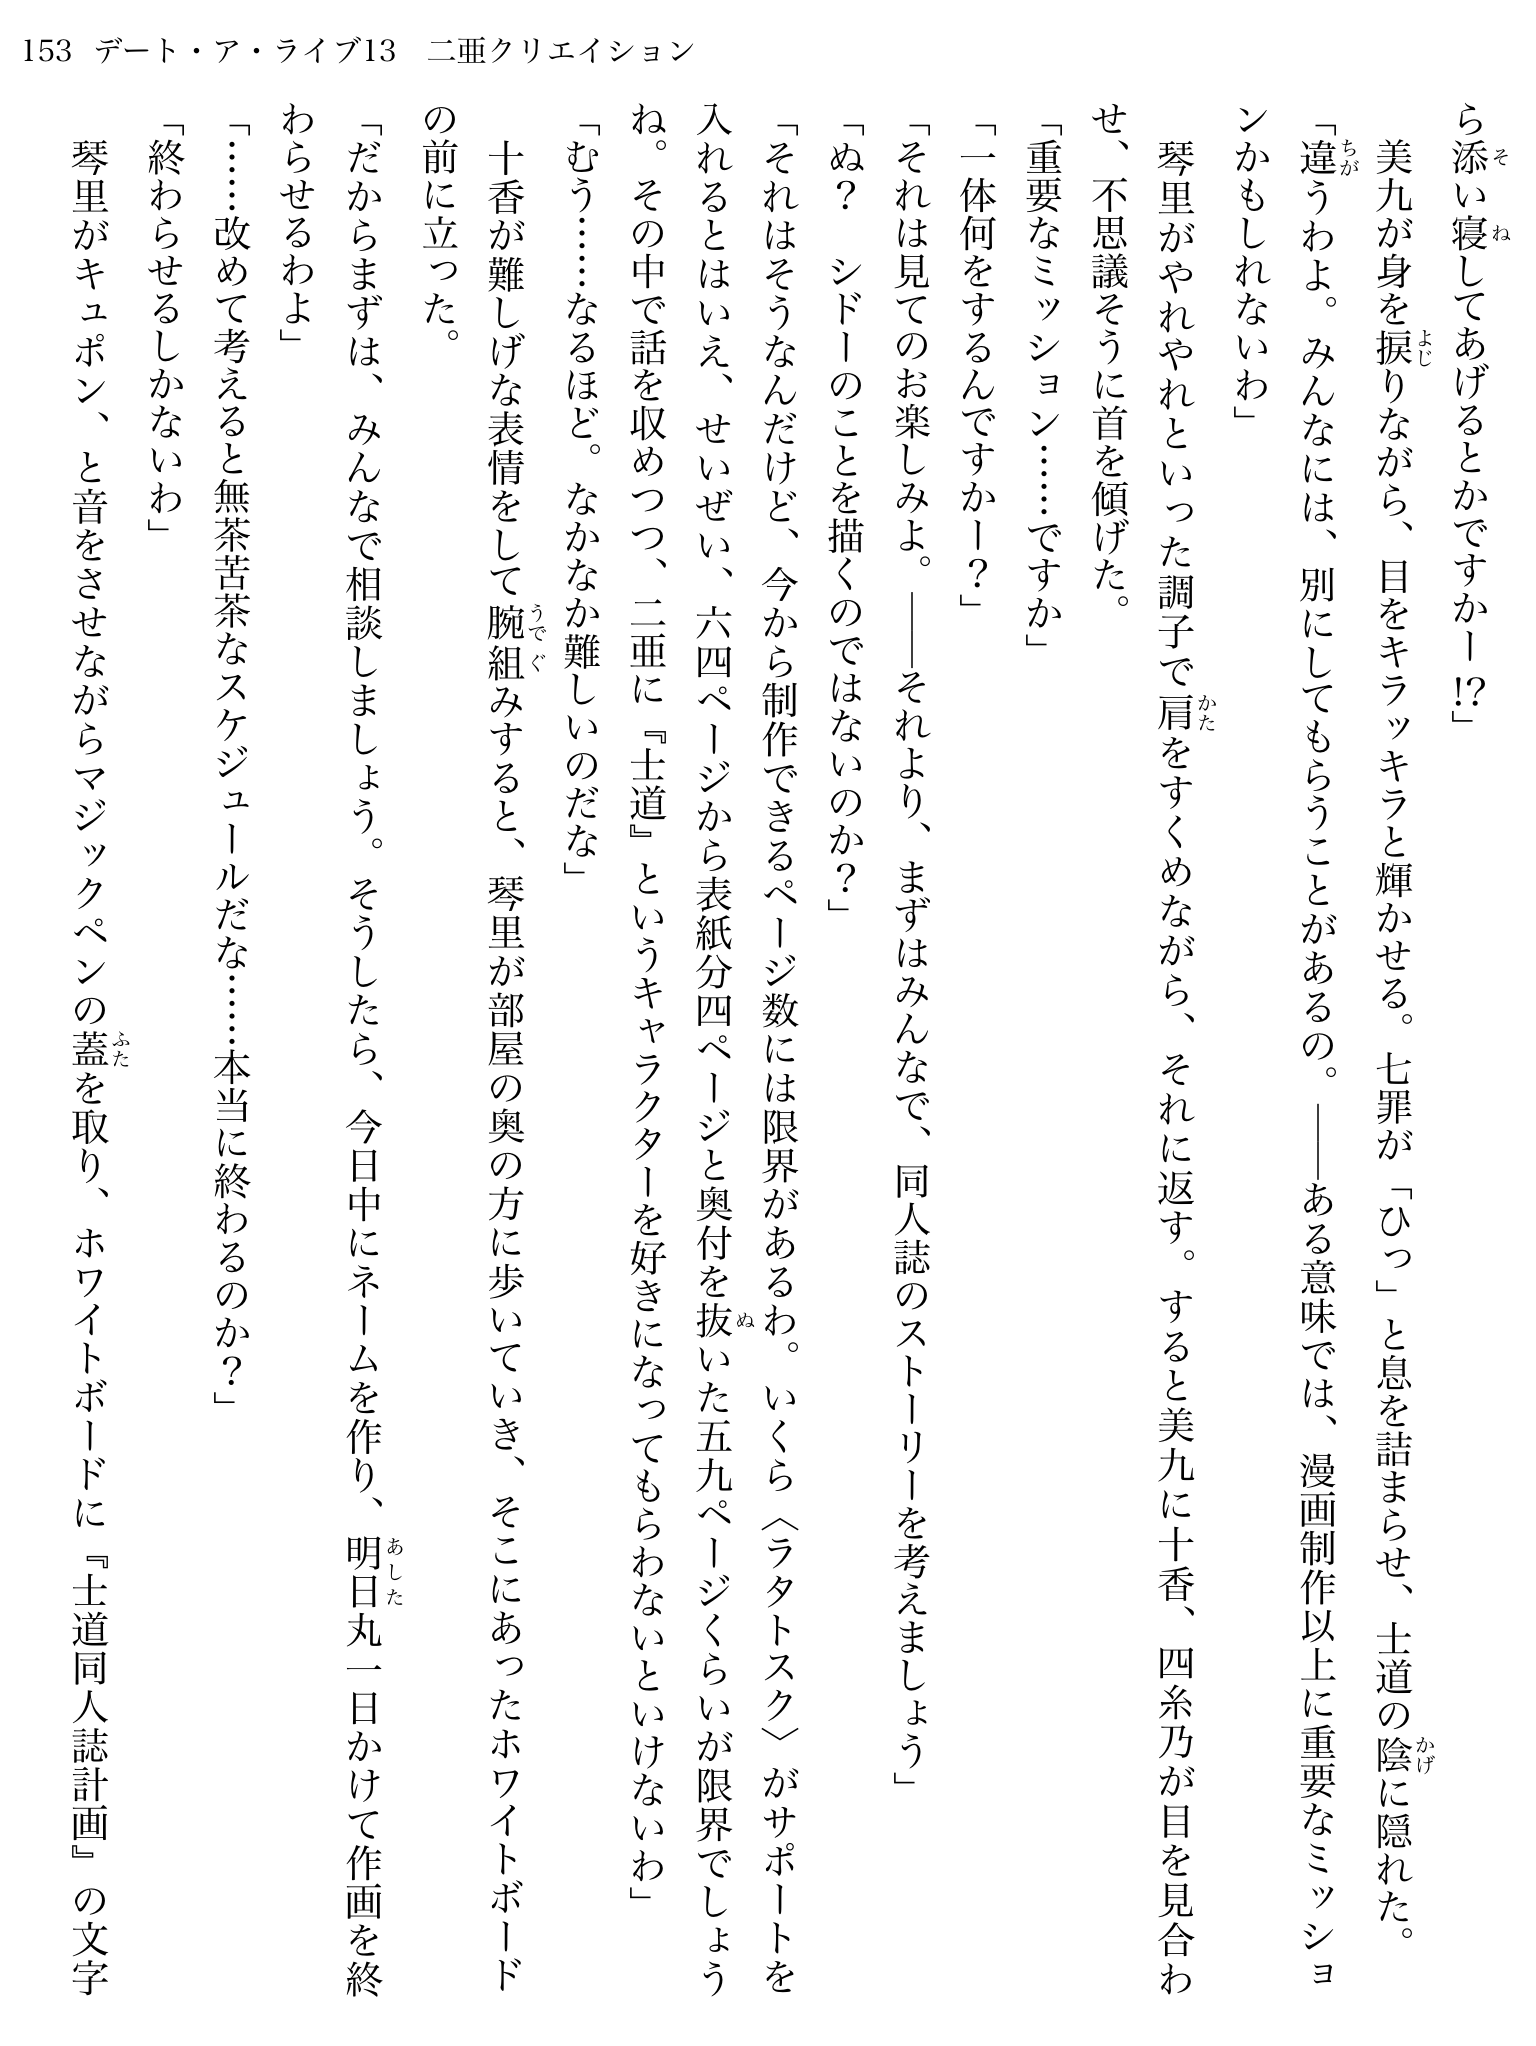 153 デート・ア・ライブ13　二亜クリエイション
ら添い寝してあげるとかですかー!?」
　美九が身を捩りながら、目をキラッキラと輝かせる。七罪が「ひっ」と息を詰まらせ、士道の陰に隠れた。
「違うわよ。みんなには、別にしてもらうことがあるの。――ある意味では、漫画制作以上に重要なミッショ
ンかもしれないわ」
　琴里がやれやれといった調子で肩をすくめながら、それに返す。すると美九に十香、四糸乃が目を見合わ
せ、不思議そうに首を傾げた。
「重要なミッション……ですか」
「一体何をするんですかー？」
「それは見てのお楽しみよ。――それより、まずはみんなで、同人誌のストーリーを考えましょう」
「ぬ？　シドーのことを描くのではないのか？」
「それはそうなんだけど、今から制作できるページ数には限界があるわ。いくら〈ラタトスク〉がサポートを
入れるとはいえ、せいぜい、六四ページから表紙分四ページと奥付を抜いた五九ページくらいが限界でしょう
ね。その中で話を収めつつ、二亜に『士道』というキャラクターを好きになってもらわないといけないわ」
「むう……なるほど。なかなか難しいのだな」
　十香が難しげな表情をして腕組みすると、琴里が部屋の奥の方に歩いていき、そこにあったホワイトボード
の前に立った。
「だからまずは、みんなで相談しましょう。そうしたら、今日中にネームを作り、明日丸一日かけて作画を終
わらせるわよ」
「……改めて考えると無茶苦茶なスケジュールだな……本当に終わるのか？」
「終わらせるしかないわ」
　琴里がキュポン、と音をさせながらマジックペンの蓋を取り、ホワイトボードに『士道同人誌計画』の文字